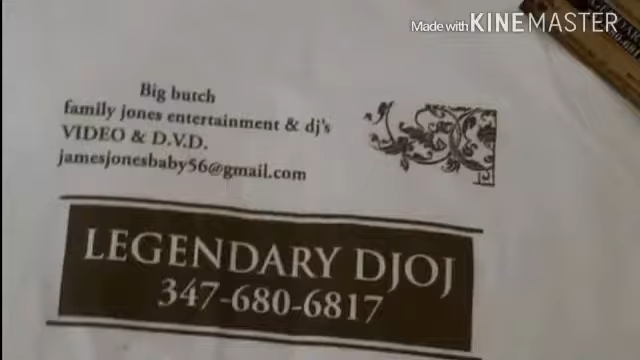 Made with KINEMASTER
Big butch
family jones entertainment & dj's
VIDEO & D.V.D.
jamesjonesbaby56@gmail.com
LEGENDARY DJOJ
347-680-6817